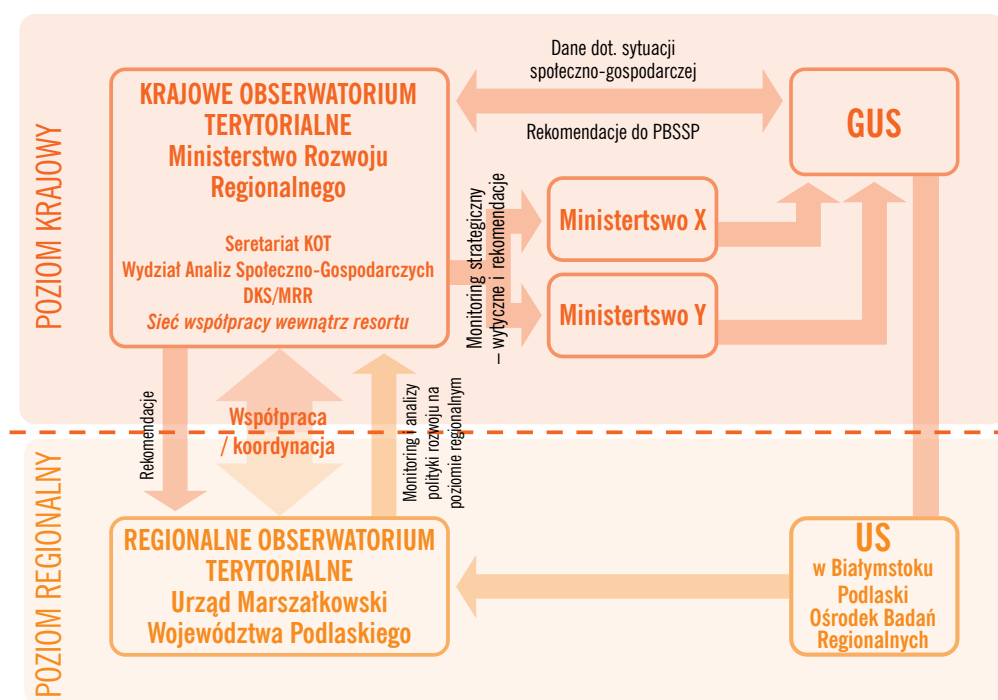 POZIOM KRAJOWY
KRAJOWE OBSERWATORIUM
TERYTORIALNE
Ministerstwo Rozwoju
Regionalnego
Seretariat KOT
Wydział Analiz Społeczno-Gospodarczych
DKS/MRR
Sieć współpracy wewnątrz resortu
Dane dot. sytuacji
społeczno-gospodarczej
Rekomendacje do PBSSP
GUS
Monitoring strategiczny
– wytyczne i rekomendacje
Ministertswo X
Ministertswo Y
Rekomendacje
Współpraca
/ koordynacja
Monitoring i analizy
polityki rozwoju na
poziomie regionalnym
POZIOM REGIONALNY
REGIONALNE OBSERWATORIUM
TERYTORIALNE
Urząd Marszałkowski
Województwa Podlaskiego
US
w Białymstoku
Podlaski
Ośrodek Badań
Regionalnych